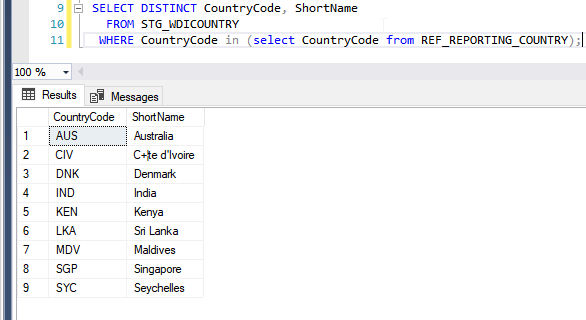 9 SELECT DISTINCT CountryCode, ShortName
10 FROM STG_WDICOUNTRY
11 WHERE CountryCode in (select CountryCode from REF_REPORTING_COUNTRY);
100 %
Results Messages
CountryCode ShortName
1 AUS Australia
2 CIV C+┤te d'Ivoire
3 DNK Denmark
4 IND India
5 KEN Kenya
6 LKA Sri Lanka
7 MDV Maldives
8 SGP Singapore
9 SYC Seychelles